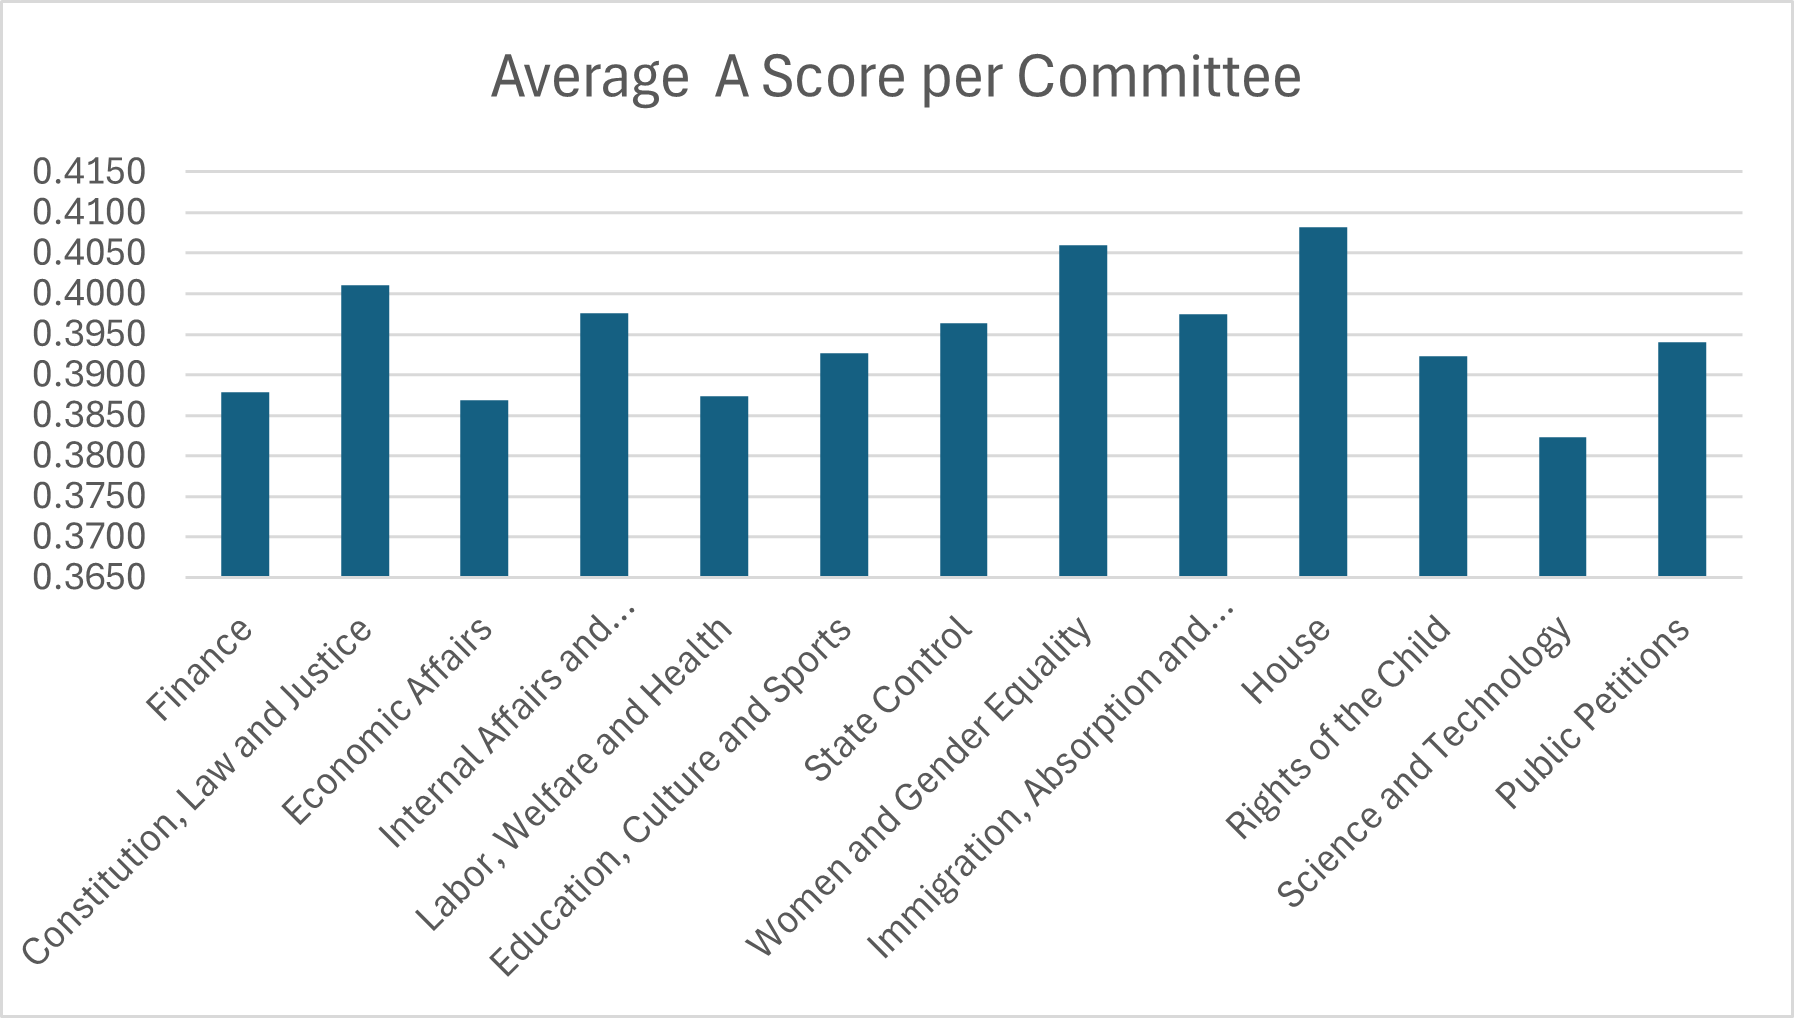 Average  A Score per Committee
0.4150
0.4100
0.4050
0.4000
0.3950
0.3900
0.3850
0.3800
0.3750
0.3700
0.3650
Finance
Constitution, Law and Justice
Economic Affairs
Internal Affairs and...
Labor, Welfare and Health
Education, Culture and Sports
State Control
Women and Gender Equality
Immigration, Absorption and...
House
Rights of the Child
Science and Technology
Public Petitions